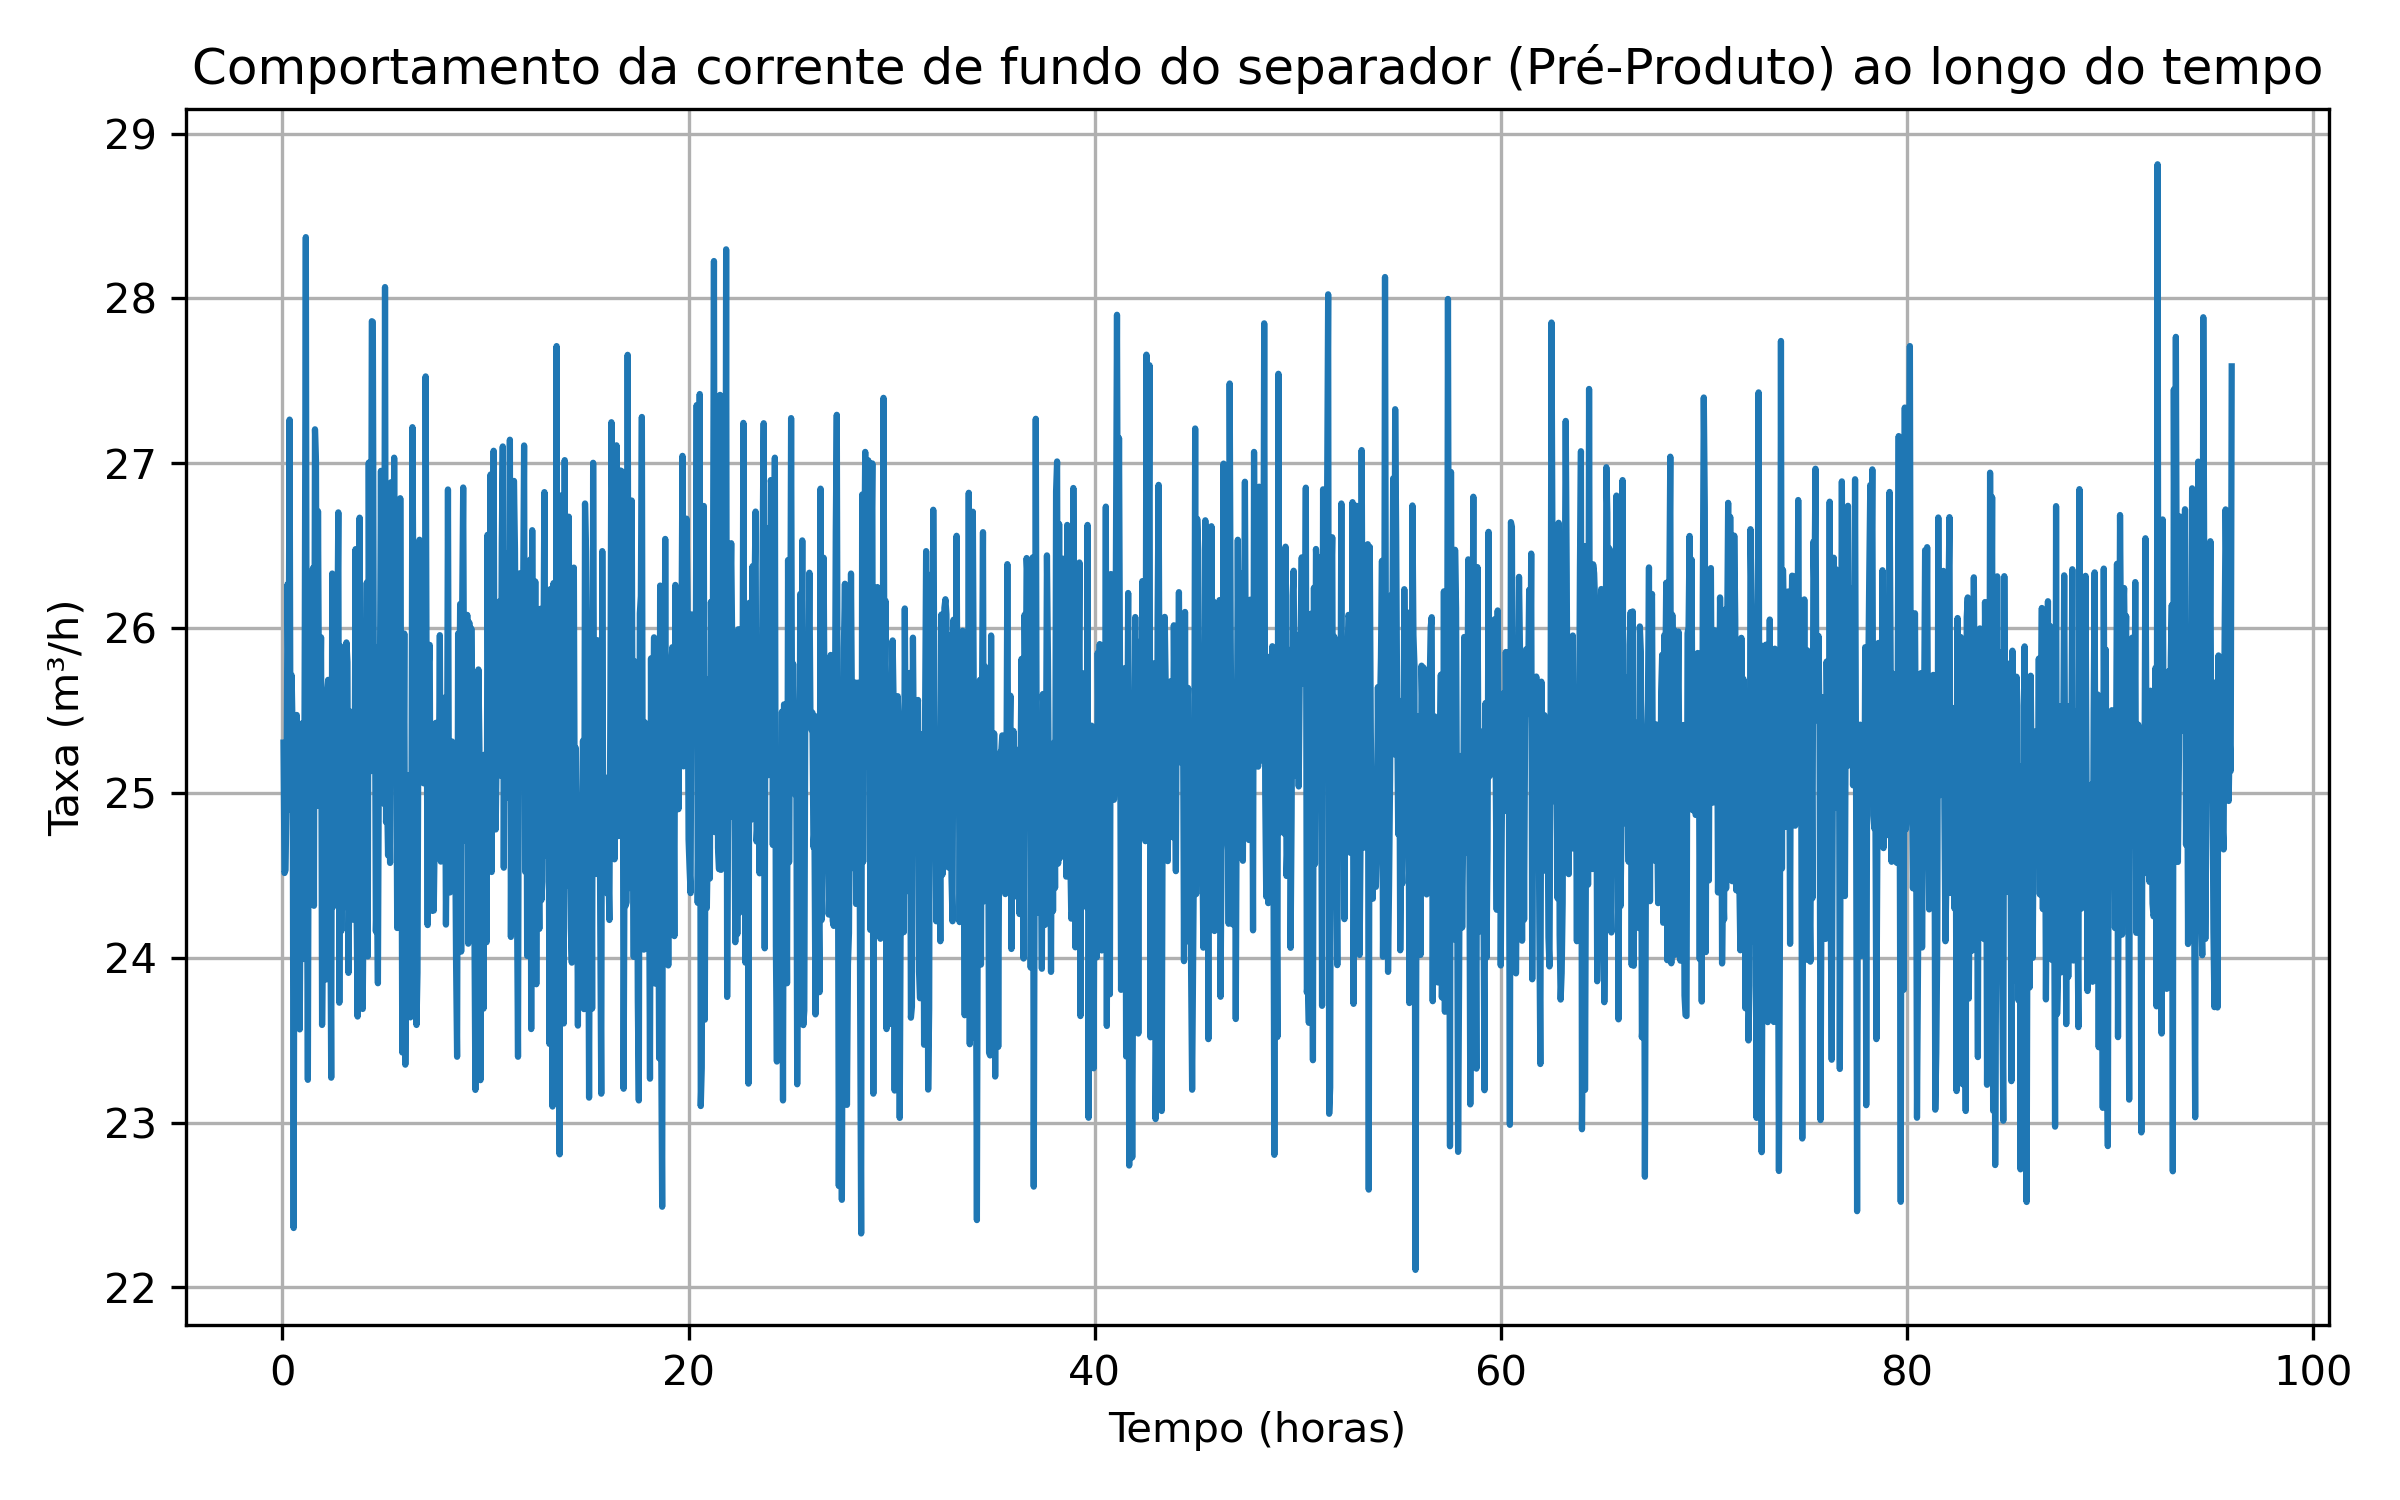 Comportamento da corrente de fundo do separador (Pré-Produto) ao longo do tempo
29
28
27
26
25
24
23
22
Taxa (m³/h)
0 20 40 60 80 100
Tempo (horas)